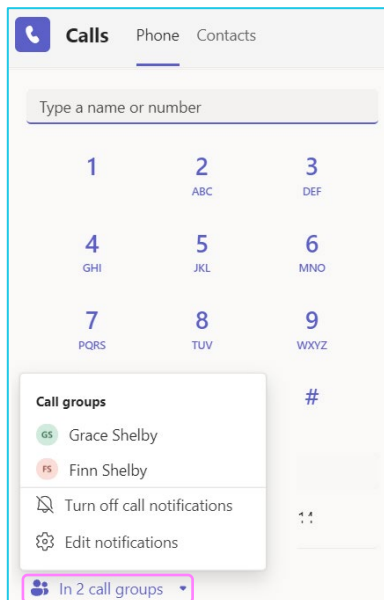 Calls Phone Contacts
Type a name or number
1 2 3
ABC DEF
4 5 6
GHI JKL MNO
7 8 9
PQRS TUV WXYZ
#
Call groups
GS Grace Shelby
FS Finn Shelby
Turn off call notifications
Edit notifications
In 2 call groups